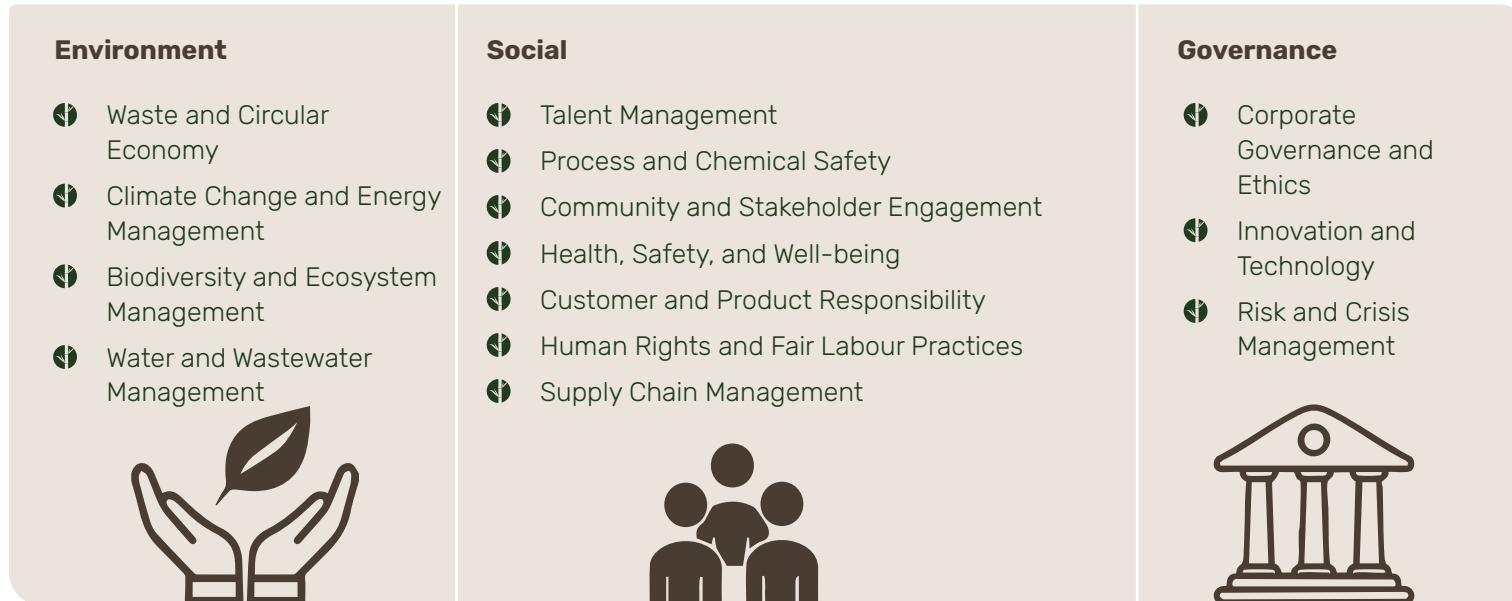 Environment
Waste and Circular
Economy
Climate Change and Energy
Management
Biodiversity and Ecosystem
Management
Water and Wastewater
Management
Social
Talent Management
Process and Chemical Safety
Community and Stakeholder Engagement
Health, Safety, and Well-being
Customer and Product Responsibility
Human Rights and Fair Labour Practices
Supply Chain Management
Governance
Corporate
Governance and
Ethics
Innovation and
Technology
Risk and Crisis
Management